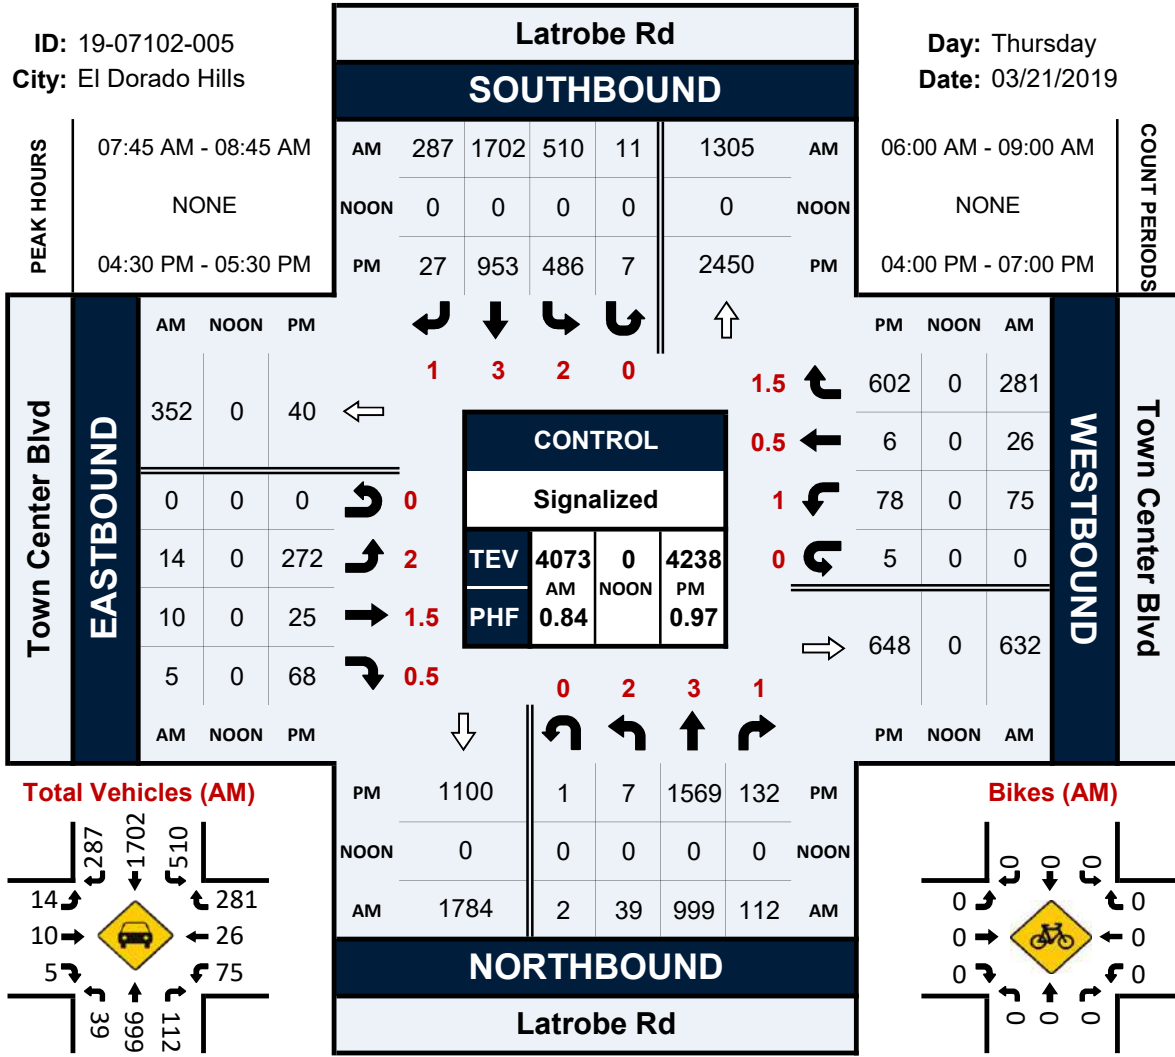 ID: 19-07102-005
City: El Dorado Hills
Latrobe Rd
SOUTHBOUND
Day: Thursday
Date: 03/21/2019
PEAK HOURS
07:45 AM - 08:45 AM
NONE
04:30 PM - 05:30 PM
AM 287 1702 510 11 1305 AM
NOON 0 0 0 0 0 NOON
PM 27 953 486 7 2450 PM
06:00 AM - 09:00 AM
NONE
04:00 PM - 07:00 PM
COUNT PERIODS
1 3 2 0
Town Center Blvd
EASTBOUND
AM NOON PM
352 0 40
0 0 0 0
14 0 272 2
10 0 25 1.5
5 0 68 0.5
AM NOON PM
CONTROL
Signalized
TEV 4073 0 4238
AM NOON PM
PHF 0.84 0.97
PM NOON AM
1.5 602 0 281
0.5 6 0 26
1 78 0 75
0 5 0 0
648 0 632
PM NOON AM
WESTBOUND
Town Center Blvd
0 2 3 1
PM 1100 1 7 1569 132 PM
NOON 0 0 0 0 0 NOON
AM 1784 2 39 999 112 AM
NORTHBOUND
Latrobe Rd
Total Vehicles (AM)
287 1702 510
14 281
10 26
5 75
39 999 112
Bikes (AM)
0 0 0
0 0
0 0
0 0
0 0 0